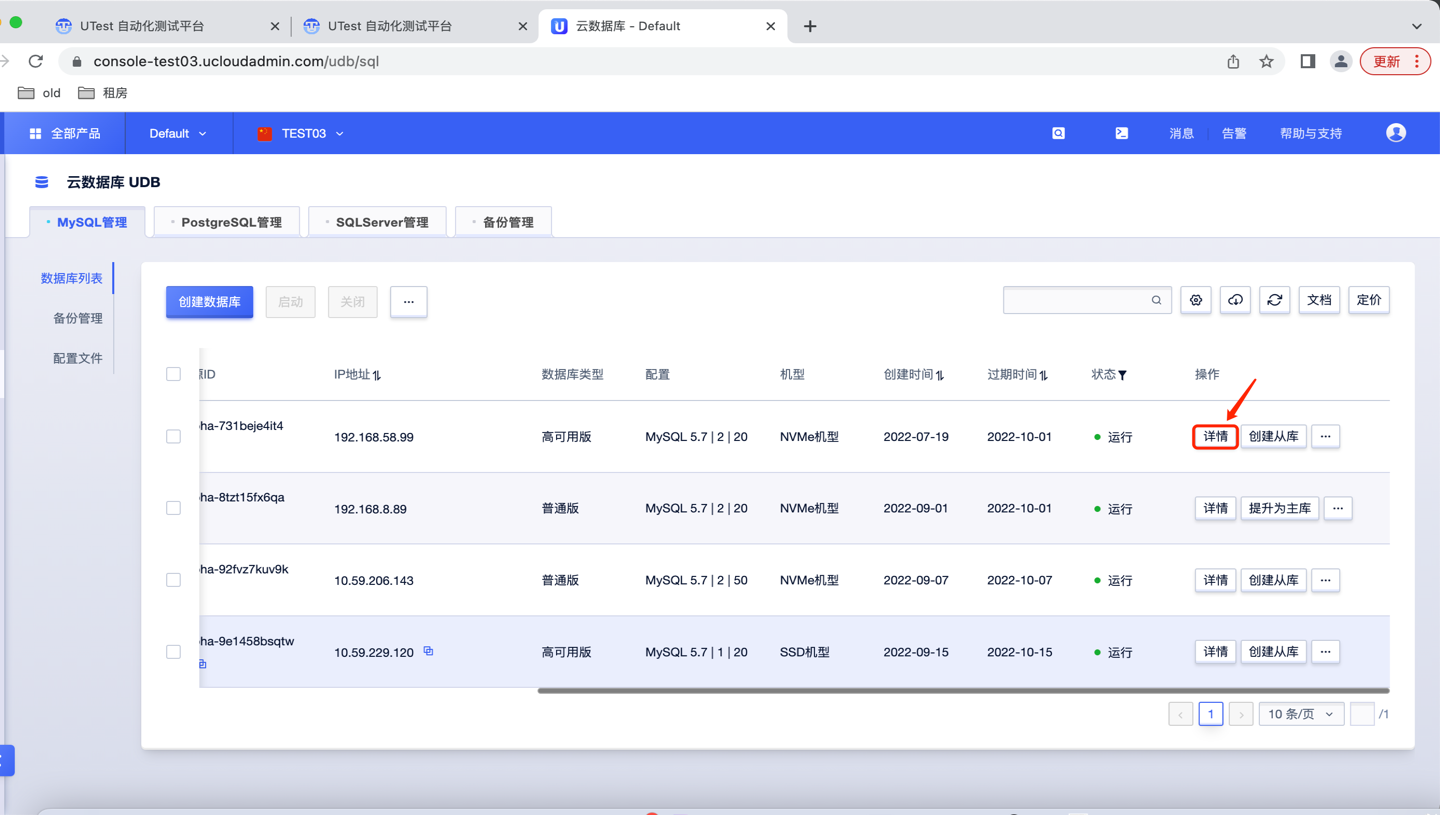 UTest 自动化测试平台
UTest 自动化测试平台
云数据库 - Default
console-test03.ucloudadmin.com/udb/sql
更新
old
租房
全部产品
Default
TEST03
消息
告警
帮助与支持
云数据库 UDB
MySQL管理
PostgreSQL管理
SQLServer管理
备份管理
数据库列表
备份管理
配置文件
创建数据库
启动
关闭
...
文档
定价
ID IP地址 数据库类型 配置 机型 创建时间 过期时间 状态 操作
ha-731beje4it4
192.168.58.99 高可用版 MySQL 5.7 | 2 | 20 NVMe机型 2022-07-19 2022-10-01 运行 详情 创建从库 ...
ha-8tzt15fx6qa
192.168.8.89 普通版 MySQL 5.7 | 2 | 20 NVMe机型 2022-09-01 2022-10-01 运行 详情 提升为主库 ...
ha-92fvz7kuv9k
10.59.206.143 普通版 MySQL 5.7 | 2 | 50 NVMe机型 2022-09-07 2022-10-07 运行 详情 创建从库 ...
ha-9e1458bsqtw
10.59.229.120 高可用版 MySQL 5.7 | 1 | 20 SSD机型 2022-09-15 2022-10-15 运行 详情 创建从库 ...
< 1 > 10 条/页 /1